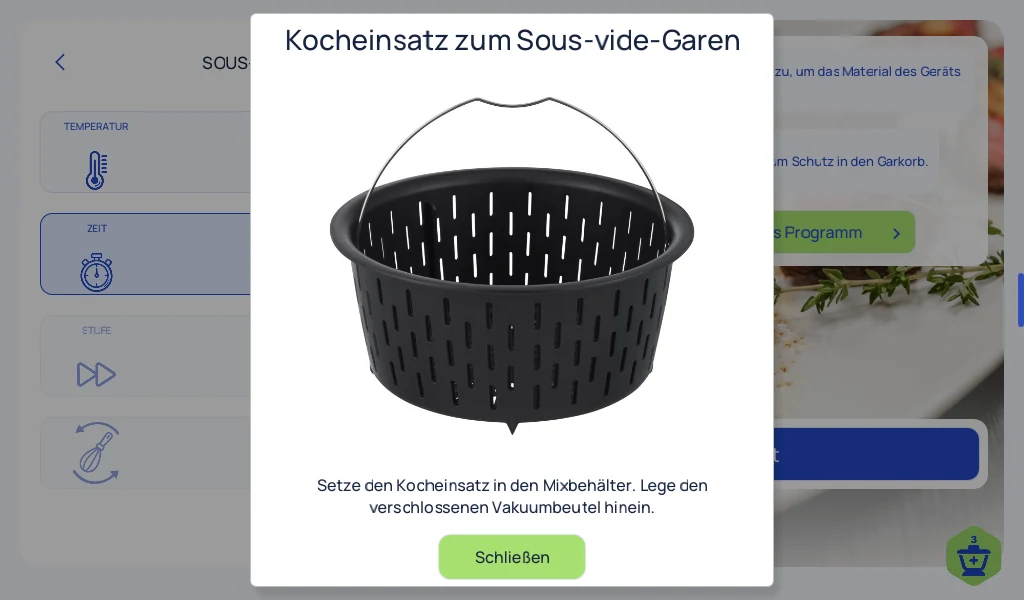 Kocheinsatz zum Sous-vide-Garen
SOUS-
TEMPERATUR
ZEIT
STUFE
zu, um das Material des Geräts
m Schutz in den Garkorb.
s Programm
t
Setze den Kocheinsatz in den Mixbehälter. Lege den
verschlossenen Vakuumbeutel hinein.
Schließen
3